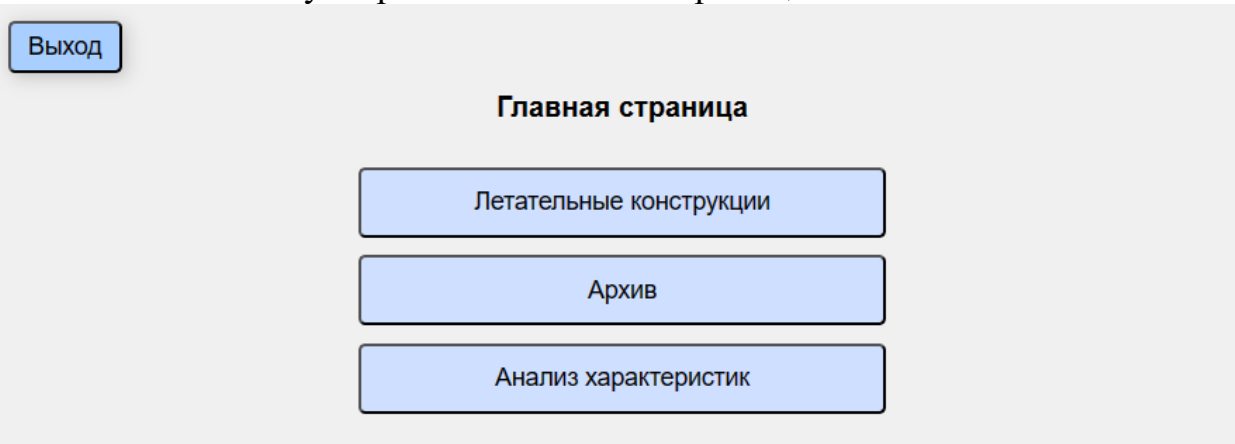 Выход
Главная страница
Летательные конструкции
Архив
Анализ характеристик